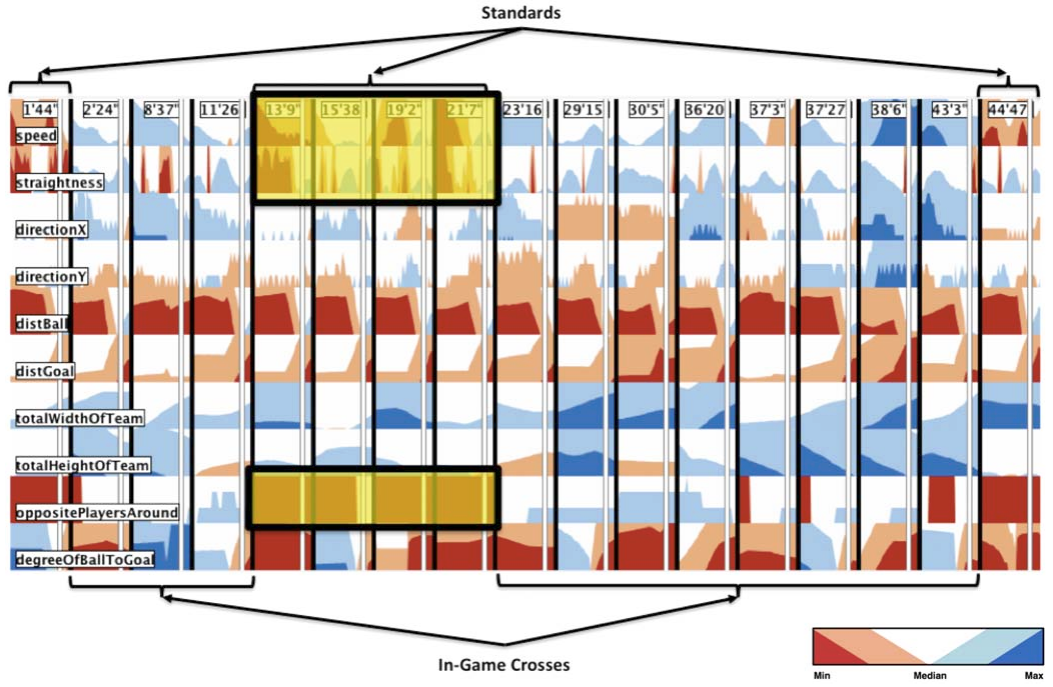 Standards
1'44" 2'24" 8'37" 11'26 13'9" 15'38 19'2" 21'7" 23'16 29'15 30'5" 36'20 37'3" 37'27 38'6" 43'3" 44'47
speed
straightness
directionX
directionY
distBall
distGoal
totalWidthOfTeam
totalHeightOfTeam
oppositePlayersAround
degreeOfBallToGoal
In-Game Crosses
Min Median Max